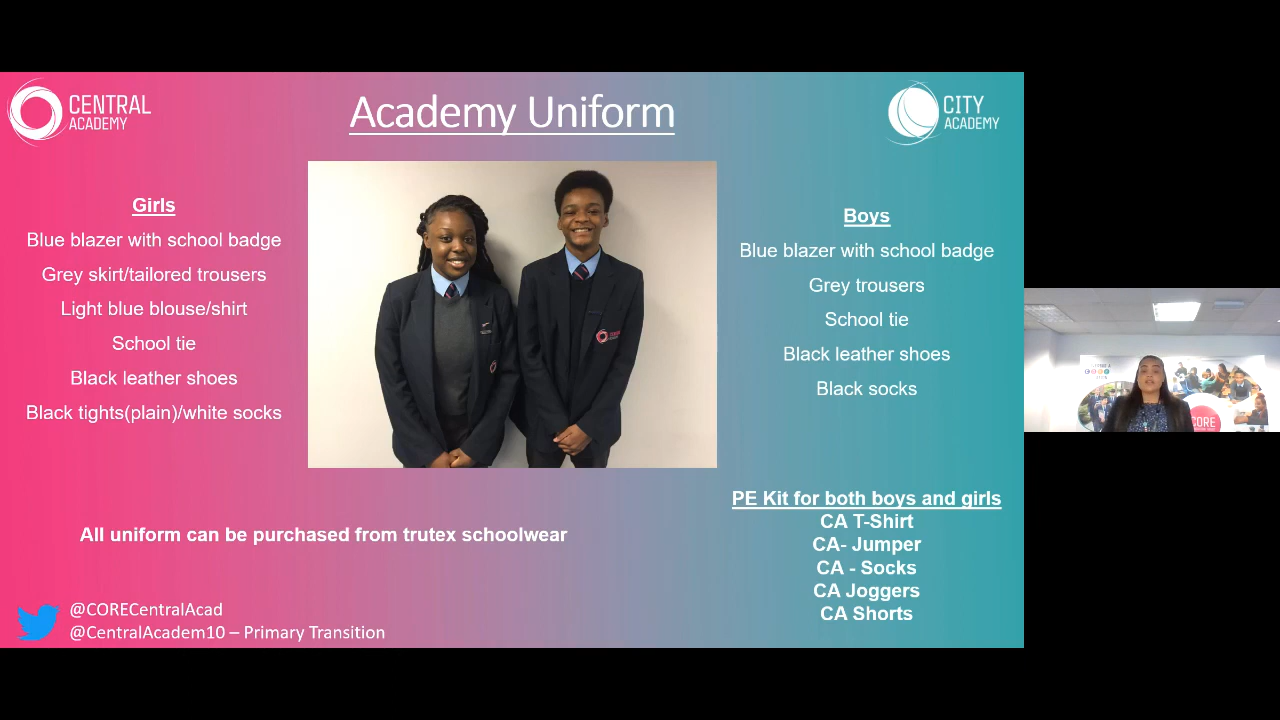 CENTRAL
ACADEMY
Academy Uniform
CITY
ACADEMY
Girls
Blue blazer with school badge
Grey skirt/tailored trousers
Light blue blouse/shirt
School tie
Black leather shoes
Black tights(plain)/white socks
Boys
Blue blazer with school badge
Grey trousers
School tie
Black leather shoes
Black socks
PE Kit for both boys and girls
CA T-Shirt
CA- Jumper
CA - Socks
CA Joggers
CA Shorts
All uniform can be purchased from trutex schoolwear
@CORECentralAcad
@CentralAcadem10 – Primary Transition
CORE